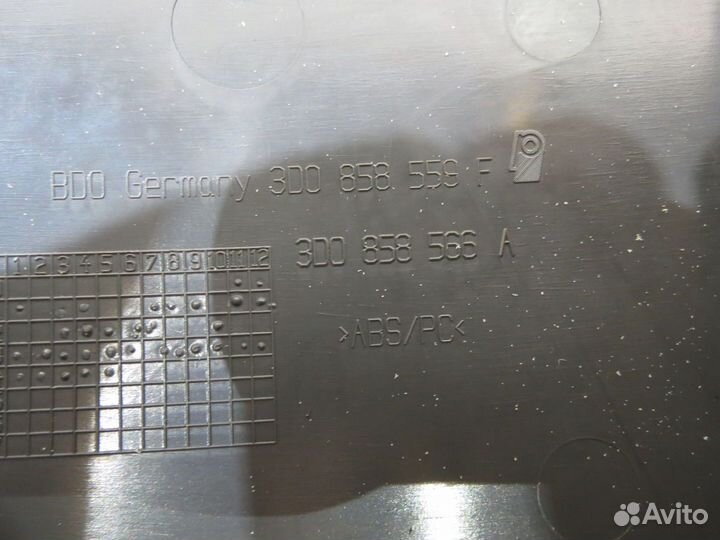 BDO Germany 3D0 858 559 F
3D0 858 566 A
1 2 3 4 5 6 7 8 9 10 11 12
>ABS/PC<
Avito